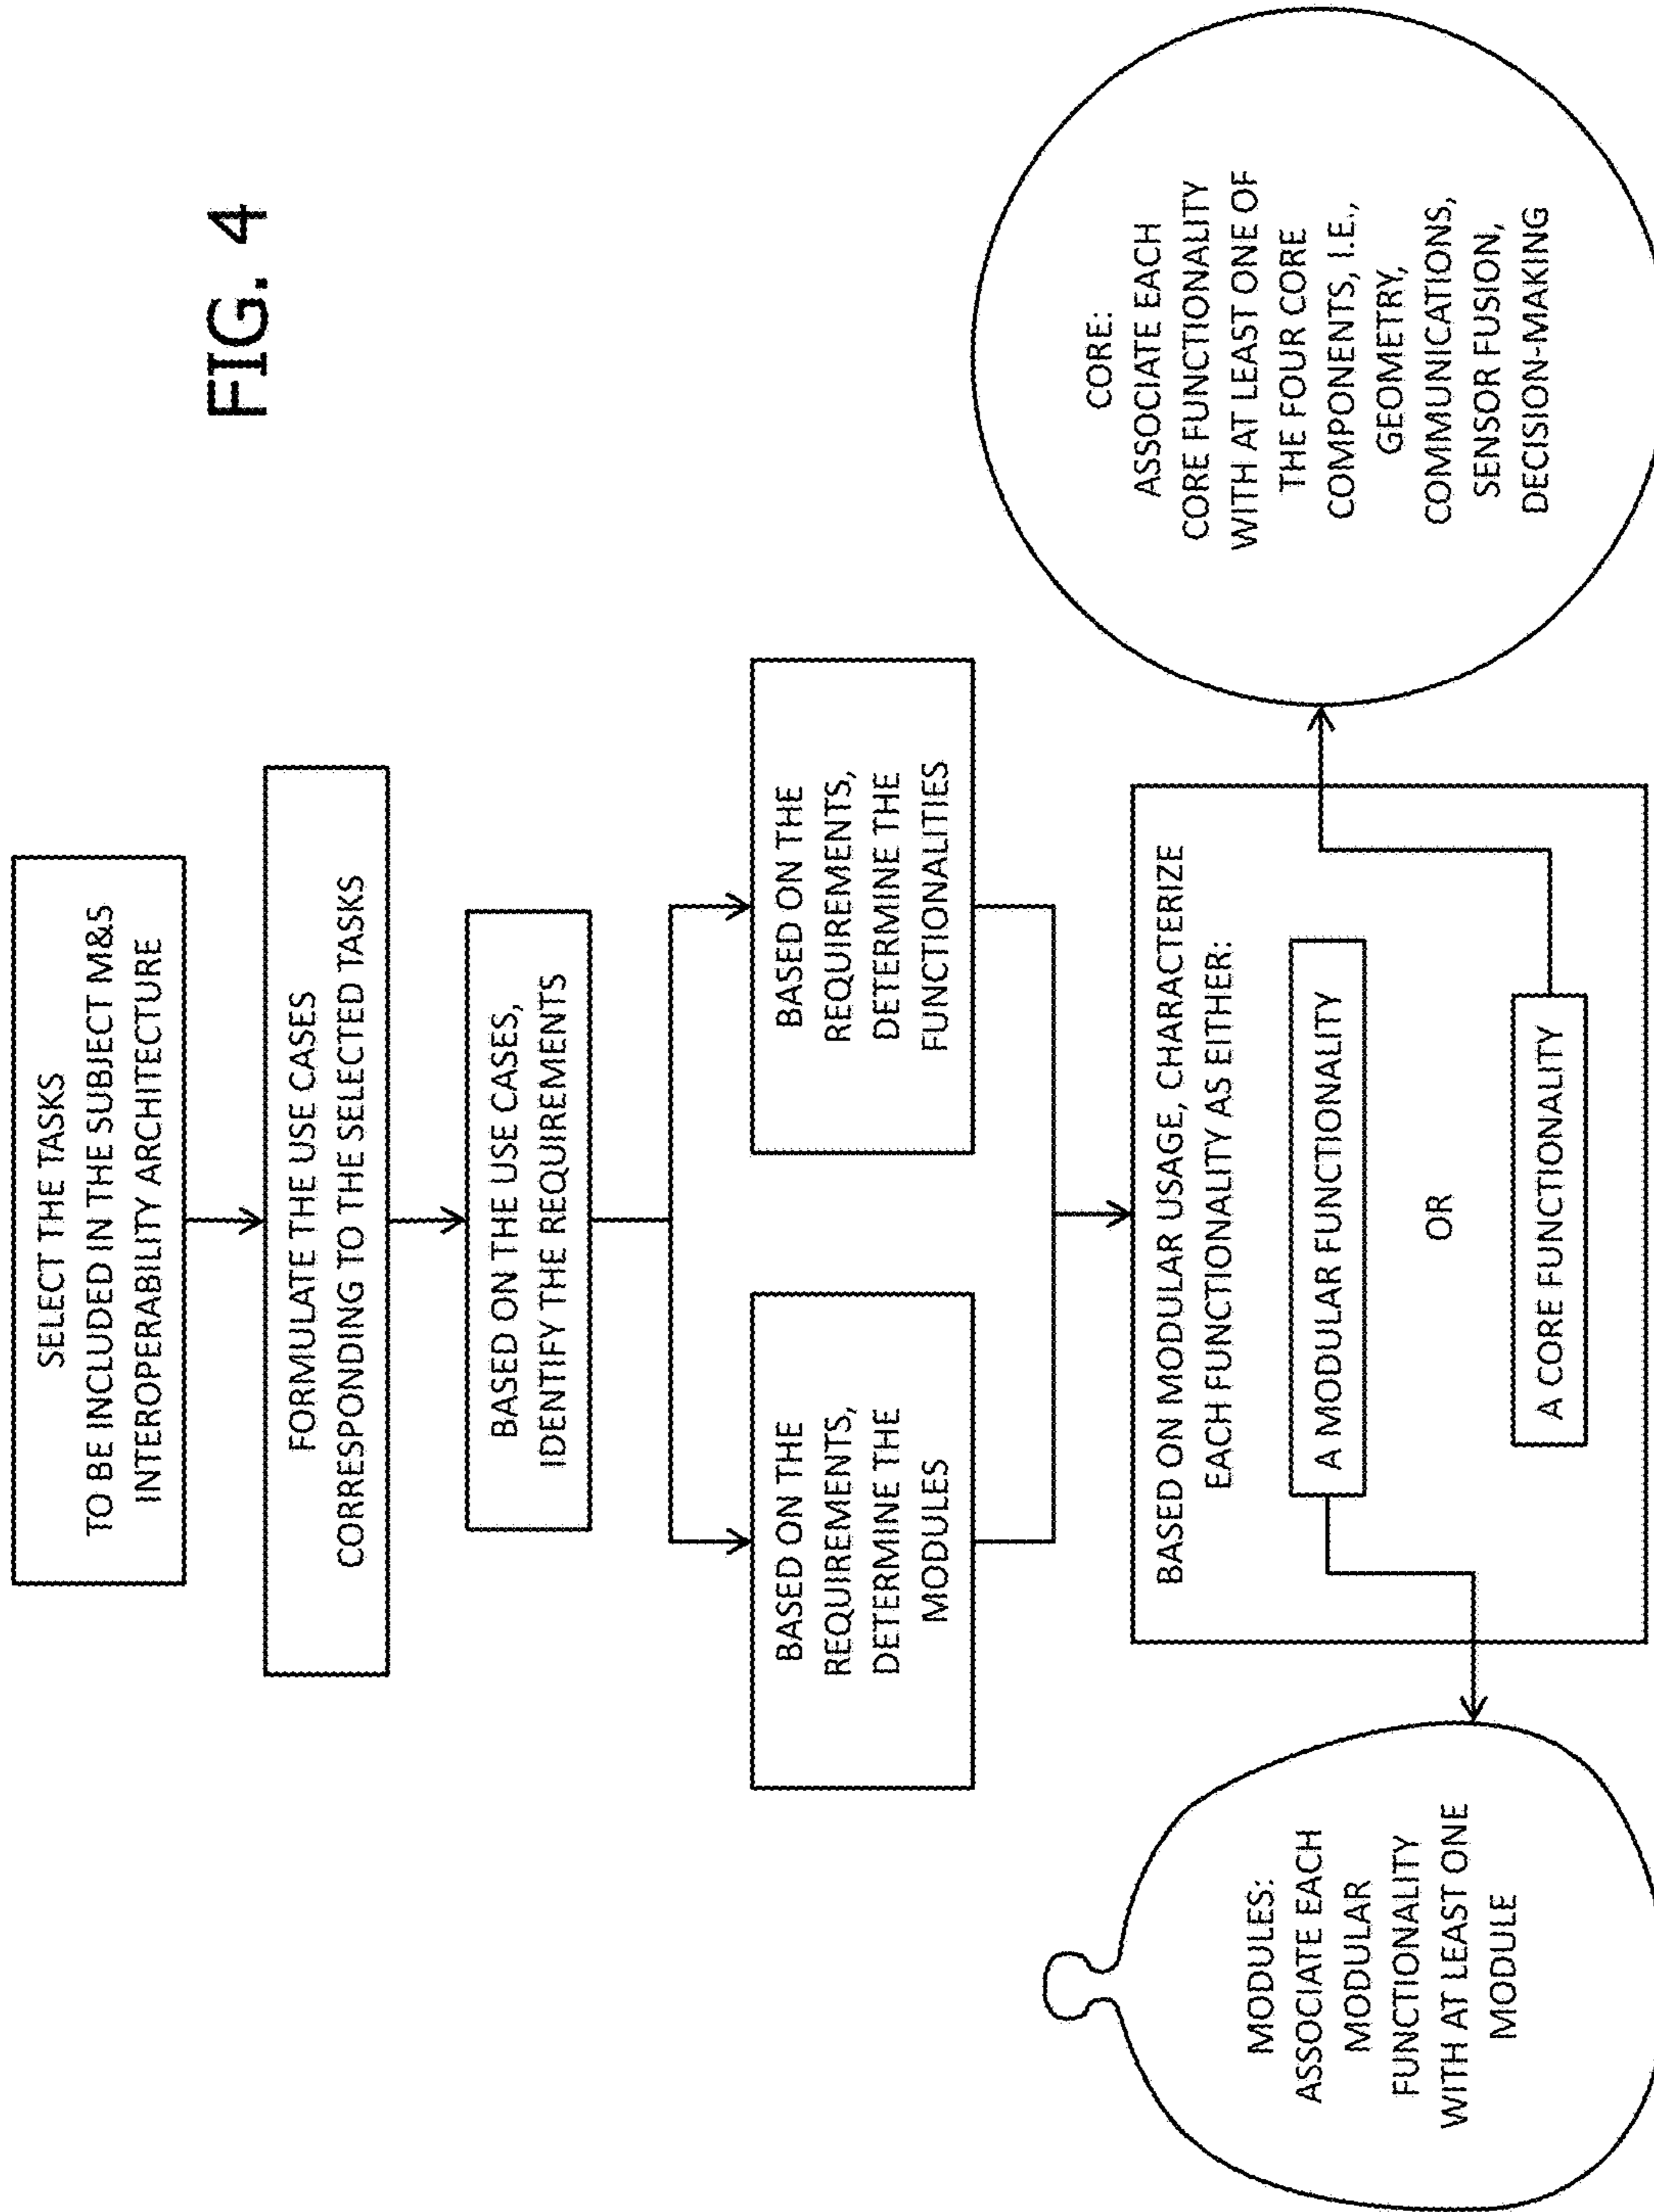 FIG. 4
SELECT THE TASKS
TO BE INCLUDED IN THE SUBJECT M&S
INTEROPERABILITY ARCHITECTURE
FORMULATE THE USE CASES
CORRESPONDING TO THE SELECTED TASKS
BASED ON THE USE CASES,
IDENTIFY THE REQUIREMENTS
BASED ON THE
REQUIREMENTS,
DETERMINE THE
MODULES
BASED ON THE
REQUIREMENTS,
DETERMINE THE
FUNCTIONALITIES
BASED ON MODULAR USAGE, CHARACTERIZE
EACH FUNCTIONALITY AS EITHER:
A MODULAR FUNCTIONALITY
OR
A CORE FUNCTIONALITY
MODULES:
ASSOCIATE EACH
MODULAR
FUNCTIONALITY
WITH AT LEAST ONE
MODULE
CORE:
ASSOCIATE EACH
CORE FUNCTIONALITY
WITH AT LEAST ONE OF
THE FOUR CORE
COMPONENTS, I.E.,
GEOMETRY,
COMMUNICATIONS,
SENSOR FUSION,
DECISION-MAKING